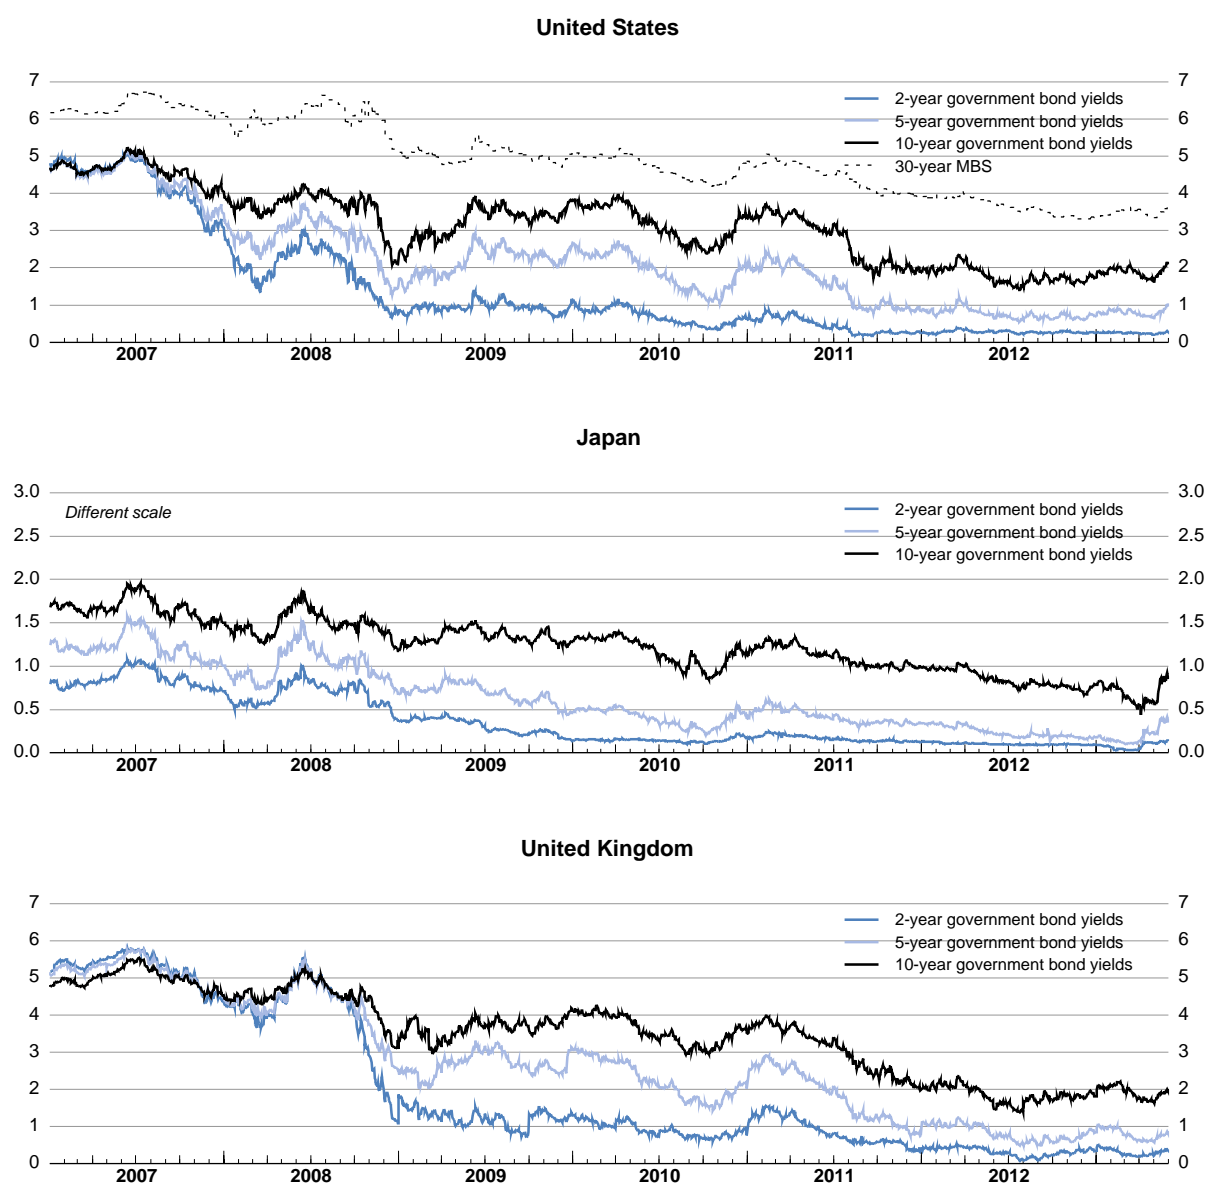 United States
7 7
2-year government bond yields
6 6
5-year government bond yields
10-year government bond yields
5 5
30-year MBS
4 4
3 3
2 2
1 1
0 0
2007 2008 2009 2010 2011 2012
Japan
3.0 3.0
Different scale
2-year government bond yields
2.5 2.5
5-year government bond yields
10-year government bond yields
2.0 2.0
1.5 1.5
1.0 1.0
0.5 0.5
0.0 0.0
2007 2008 2009 2010 2011 2012
United Kingdom
7 7
2-year government bond yields
6 6
5-year government bond yields
10-year government bond yields
5 5
4 4
3 3
2 2
1 1
0 0
2007 2008 2009 2010 2011 2012